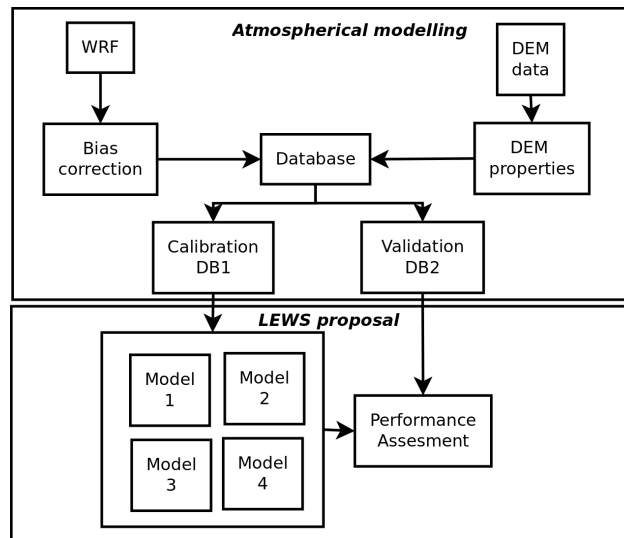 Atmospherical modelling
WRF
DEM
data
Bias
correction
Database
DEM
properties
Calibration
DB1
Validation
DB2
LEWS proposal
Model
1
Model
2
Model
3
Model
4
Performance
Assesment